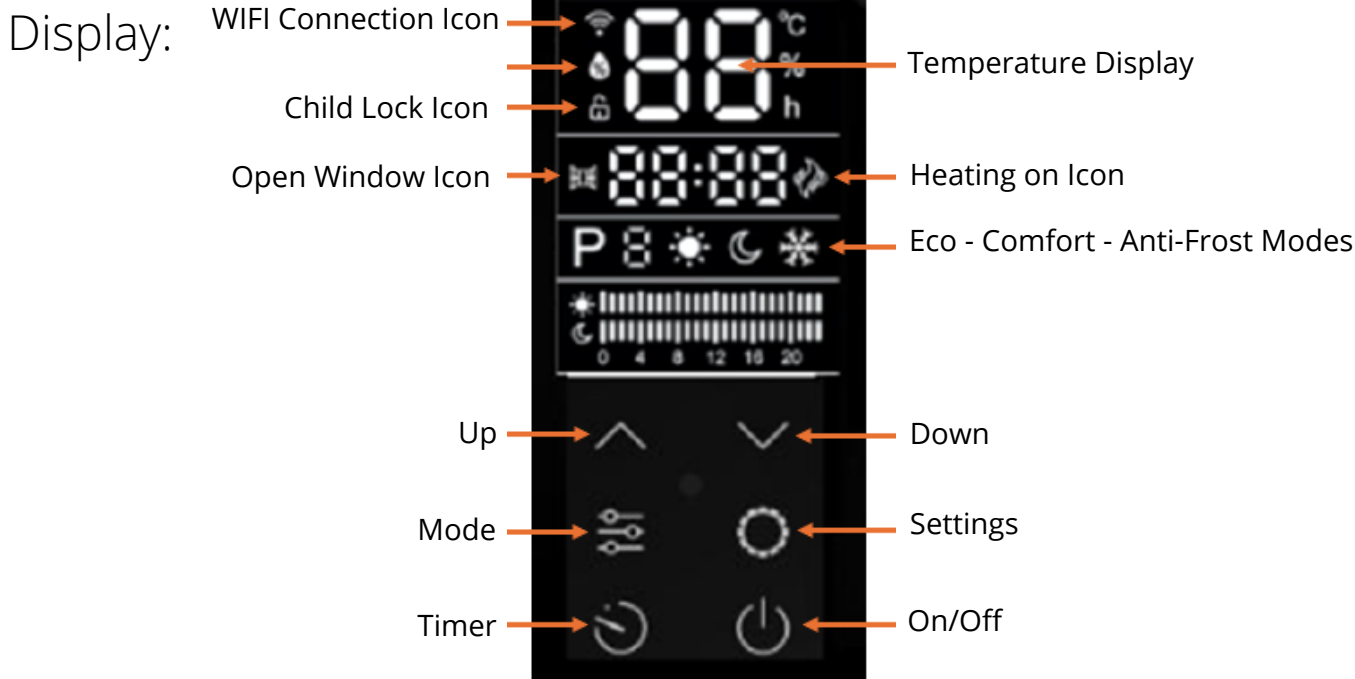 Display:
WIFI Connection Icon
88 °C
%
h
Temperature Display
Child Lock Icon
Open Window Icon
88:88
Heating on Icon
P 8
Eco - Comfort - Anti-Frost Modes
0 4 8 12 16 20
Up
Down
Mode
Settings
Timer
On/Off